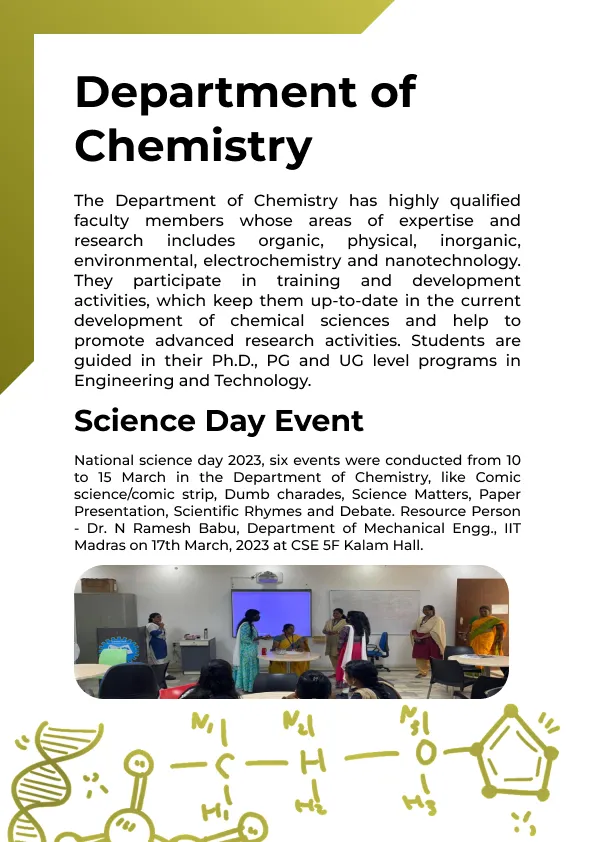 Department of
Chemistry
The Department of Chemistry has highly qualified
faculty members whose areas of expertise and
research includes organic, physical, inorganic,
environmental, electrochemistry and nanotechnology.
They participate in training and development
activities, which keep them up-to-date in the current
development of chemical sciences and help to
promote advanced research activities. Students are
guided in their Ph.D., PG and UG level programs in
Engineering and Technology.
Science Day Event
National science day 2023, six events were conducted from 10
to 15 March in the Department of Chemistry, like Comic
science/comic strip, Dumb charades, Science Matters, Paper
Presentation, Scientific Rhymes and Debate. Resource Person
- Dr. N Ramesh Babu, Department of Mechanical Engg., IIT
Madras on 17th March, 2023 at CSE 5F Kalam Hall.
N1 N2 N3
C H O
H1 H2 H3